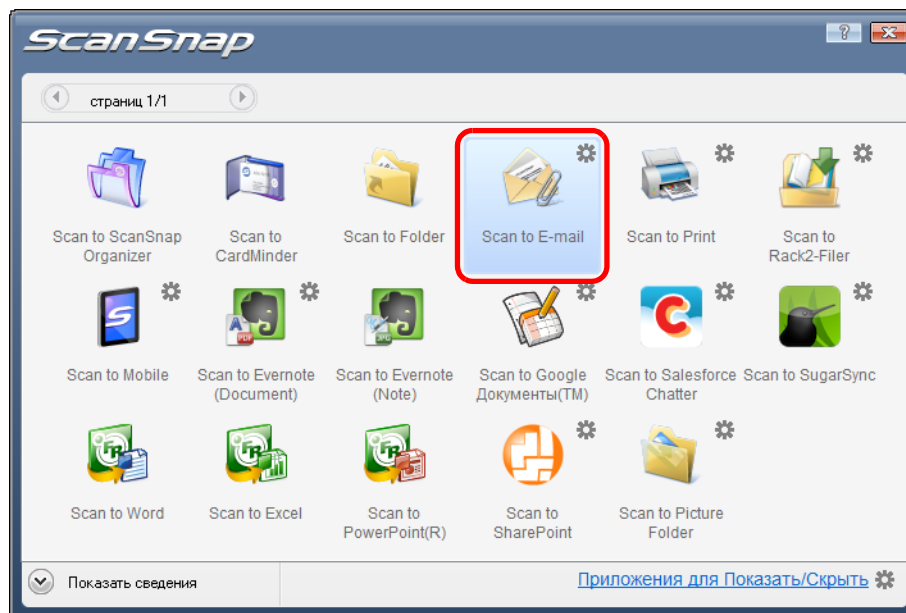 ScanSnap
страниц 1/1
Scan to ScanSnap
Organizer
Scan to
CardMinder
Scan to Folder
Scan to E-mail
Scan to Print
Scan to
Rack2-Filer
Scan to Mobile
Scan to Evernote
(Document)
Scan to Evernote
(Note)
Scan to Google
Документы(TM)
Scan to Salesforce
Chatter
Scan to SugarSync
Scan to Word
Scan to Excel
Scan to
PowerPoint(R)
Scan to
SharePoint
Scan to Picture
Folder
Показать сведения
Приложения для Показать/Скрыть